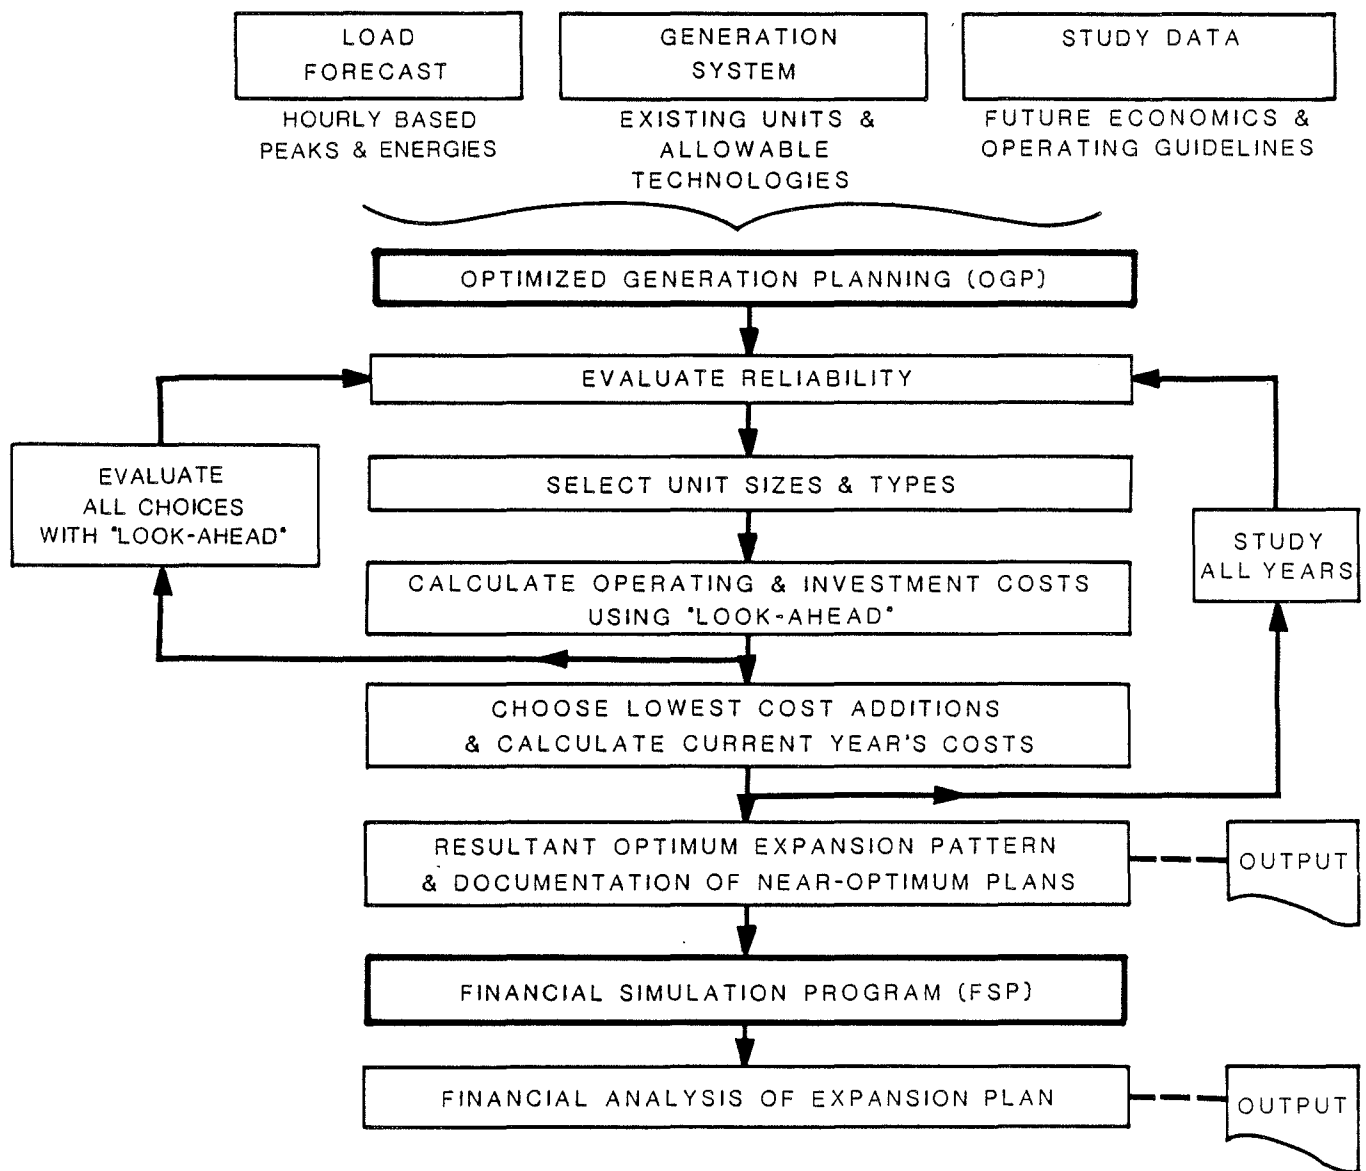 LOAD
FORECAST
GENERATION
SYSTEM
STUDY DATA
HOURLY BASED
PEAKS & ENERGIES
EXISTING UNITS &
ALLOWABLE
TECHNOLOGIES
FUTURE ECONOMICS &
OPERATING GUIDELINES
OPTIMIZED GENERATION PLANNING (OGP)
EVALUATE RELIABILITY
EVALUATE
ALL CHOICES
WITH "LOOK-AHEAD"
SELECT UNIT SIZES & TYPES
STUDY
ALL YEARS
CALCULATE OPERATING & INVESTMENT COSTS
USING "LOOK-AHEAD"
CHOOSE LOWEST COST ADDITIONS
& CALCULATE CURRENT YEAR'S COSTS
RESULTANT OPTIMUM EXPANSION PATTERN
& DOCUMENTATION OF NEAR-OPTIMUM PLANS
OUTPUT
FINANCIAL SIMULATION PROGRAM (FSP)
FINANCIAL ANALYSIS OF EXPANSION PLAN
OUTPUT